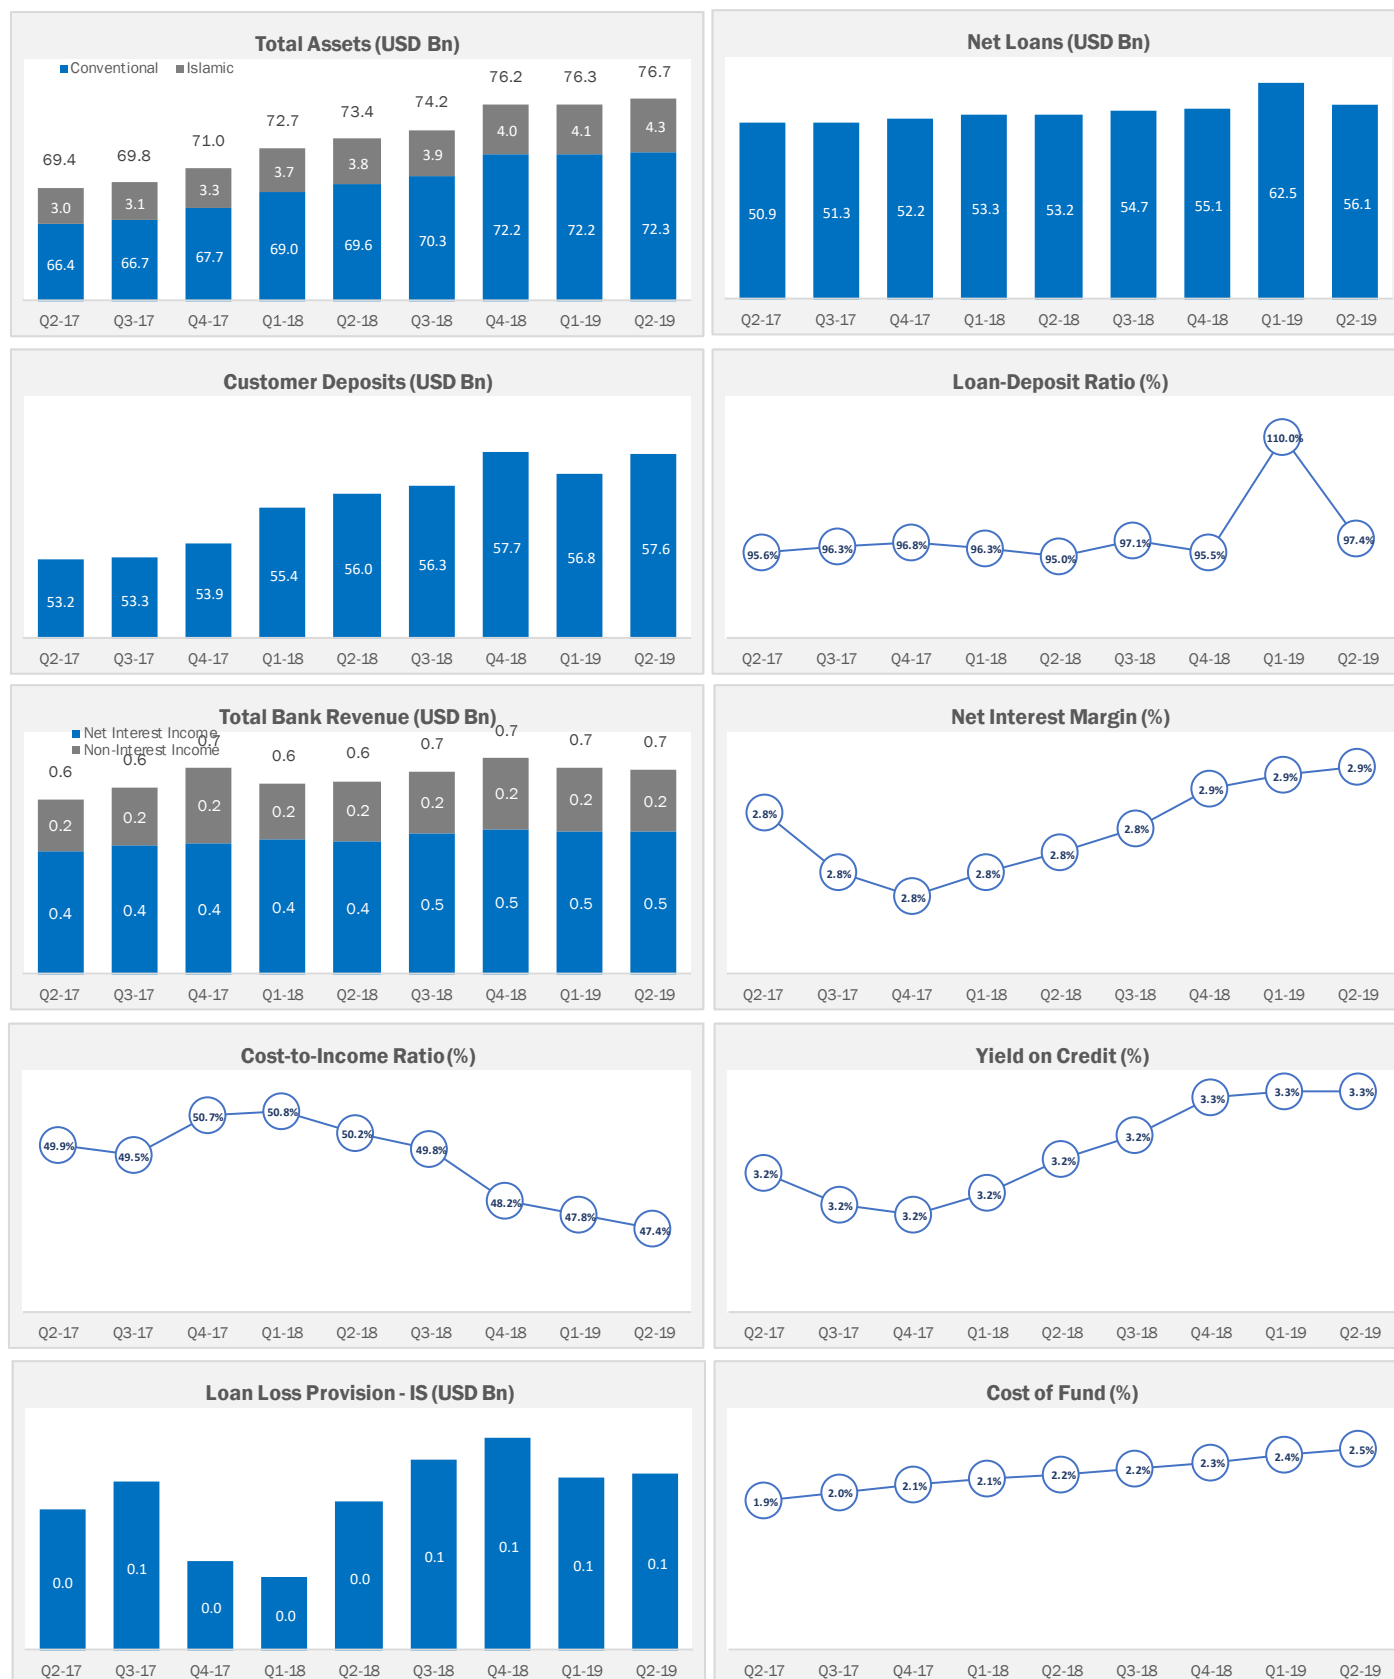 Total Assets (USD Bn)
Conventional Islamic
69.4 69.8 71.0 72.7 73.4 74.2 76.2 76.3 76.7
3.0 3.1 3.3 3.7 3.8 3.9 4.0 4.1 4.3
66.4 66.7 67.7 69.0 69.6 70.3 72.2 72.2 72.3
Q2-17 Q3-17 Q4-17 Q1-18 Q2-18 Q3-18 Q4-18 Q1-19 Q2-19
Net Loans (USD Bn)
50.9 51.3 52.2 53.3 53.2 54.7 55.1 62.5 56.1
Q2-17 Q3-17 Q4-17 Q1-18 Q2-18 Q3-18 Q4-18 Q1-19 Q2-19
Customer Deposits (USD Bn)
53.2 53.3 53.9 55.4 56.0 56.3 57.7 56.8 57.6
Q2-17 Q3-17 Q4-17 Q1-18 Q2-18 Q3-18 Q4-18 Q1-19 Q2-19
Loan-Deposit Ratio (%)
95.6% 96.3% 96.8% 96.3% 95.0% 97.1% 95.5% 110.0% 97.4%
Q2-17 Q3-17 Q4-17 Q1-18 Q2-18 Q3-18 Q4-18 Q1-19 Q2-19
Total Bank Revenue (USD Bn)
Net Interest Income
Non-Interest Income
0.6 0.6 0.7 0.6 0.6 0.7 0.7 0.7 0.7
0.2 0.2 0.2 0.2 0.2 0.2 0.2 0.2 0.2
0.4 0.4 0.4 0.4 0.4 0.5 0.5 0.5 0.5
Q2-17 Q3-17 Q4-17 Q1-18 Q2-18 Q3-18 Q4-18 Q1-19 Q2-19
Net Interest Margin (%)
2.8% 2.8% 2.8% 2.8% 2.8% 2.8% 2.9% 2.9% 2.9%
Q2-17 Q3-17 Q4-17 Q1-18 Q2-18 Q3-18 Q4-18 Q1-19 Q2-19
Cost-to-Income Ratio (%)
49.9% 49.5% 50.7% 50.8% 50.2% 49.8% 48.2% 47.8% 47.4%
Q2-17 Q3-17 Q4-17 Q1-18 Q2-18 Q3-18 Q4-18 Q1-19 Q2-19
Yield on Credit (%)
3.2% 3.2% 3.2% 3.2% 3.2% 3.2% 3.3% 3.3% 3.3%
Q2-17 Q3-17 Q4-17 Q1-18 Q2-18 Q3-18 Q4-18 Q1-19 Q2-19
Loan Loss Provision - IS (USD Bn)
0.0 0.1 0.0 0.0 0.0 0.1 0.1 0.1 0.1
Q2-17 Q3-17 Q4-17 Q1-18 Q2-18 Q3-18 Q4-18 Q1-19 Q2-19
Cost of Fund (%)
1.9% 2.0% 2.1% 2.1% 2.2% 2.2% 2.3% 2.4% 2.5%
Q2-17 Q3-17 Q4-17 Q1-18 Q2-18 Q3-18 Q4-18 Q1-19 Q2-19